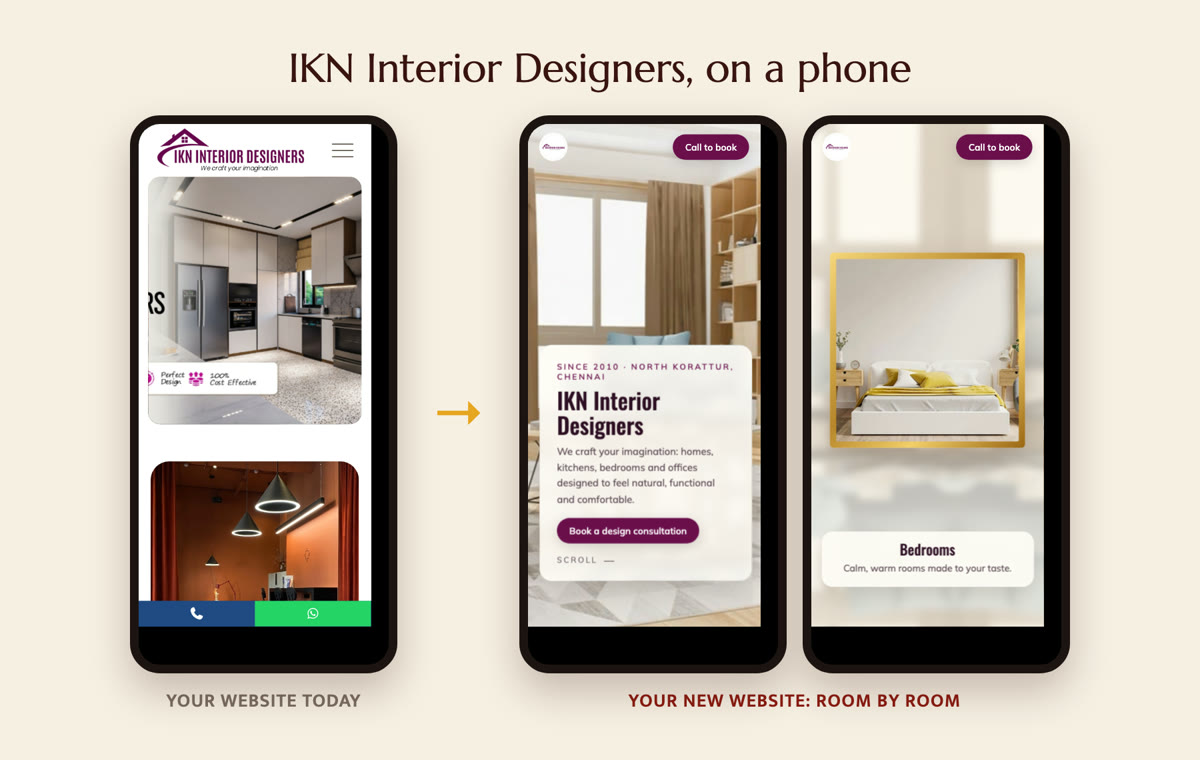 IKN Interior Designers, on a phone
IKN INTERIOR DESIGNERS
We craft your imagination
RS
Perfect
Design
100%
Cost Effective
YOUR WEBSITE TODAY
Call to book
SINCE 2010 · NORTH KORATTUR,
CHENNAI
IKN Interior
Designers
We craft your imagination: homes,
kitchens, bedrooms and offices
designed to feel natural, functional
and comfortable.
Book a design consultation
SCROLL —
Call to book
Bedrooms
Calm, warm rooms made to your taste.
YOUR NEW WEBSITE: ROOM BY ROOM